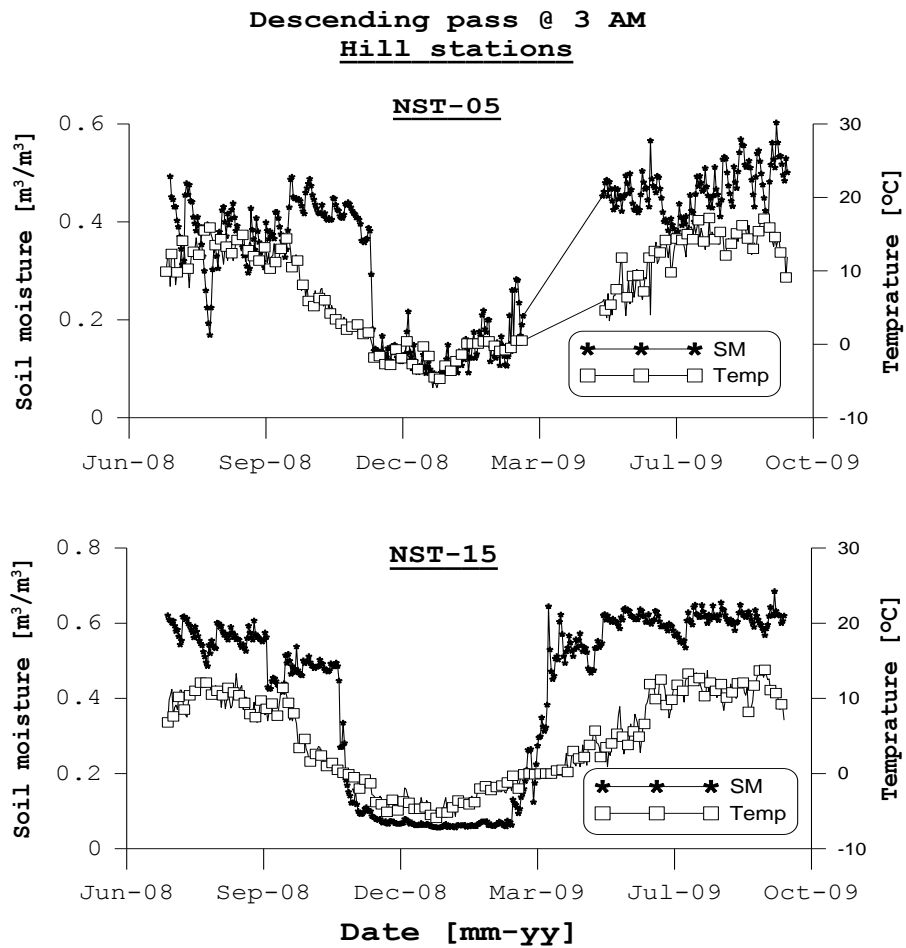 Descending pass @ 3 AM
Hill stations
NST-05
Soil moisture [m³/m³]
0.6
0.4
0.2
0
30
20
10
0
-10
Temprature [°C]
SM
Temp
Jun-08 Sep-08 Dec-08 Mar-09 Jul-09 Oct-09
NST-15
Soil moisture [m³/m³]
0.8
0.6
0.4
0.2
0
30
20
10
0
-10
Temprature [°C]
SM
Temp
Jun-08 Sep-08 Dec-08 Mar-09 Jul-09 Oct-09
Date [mm-yy]